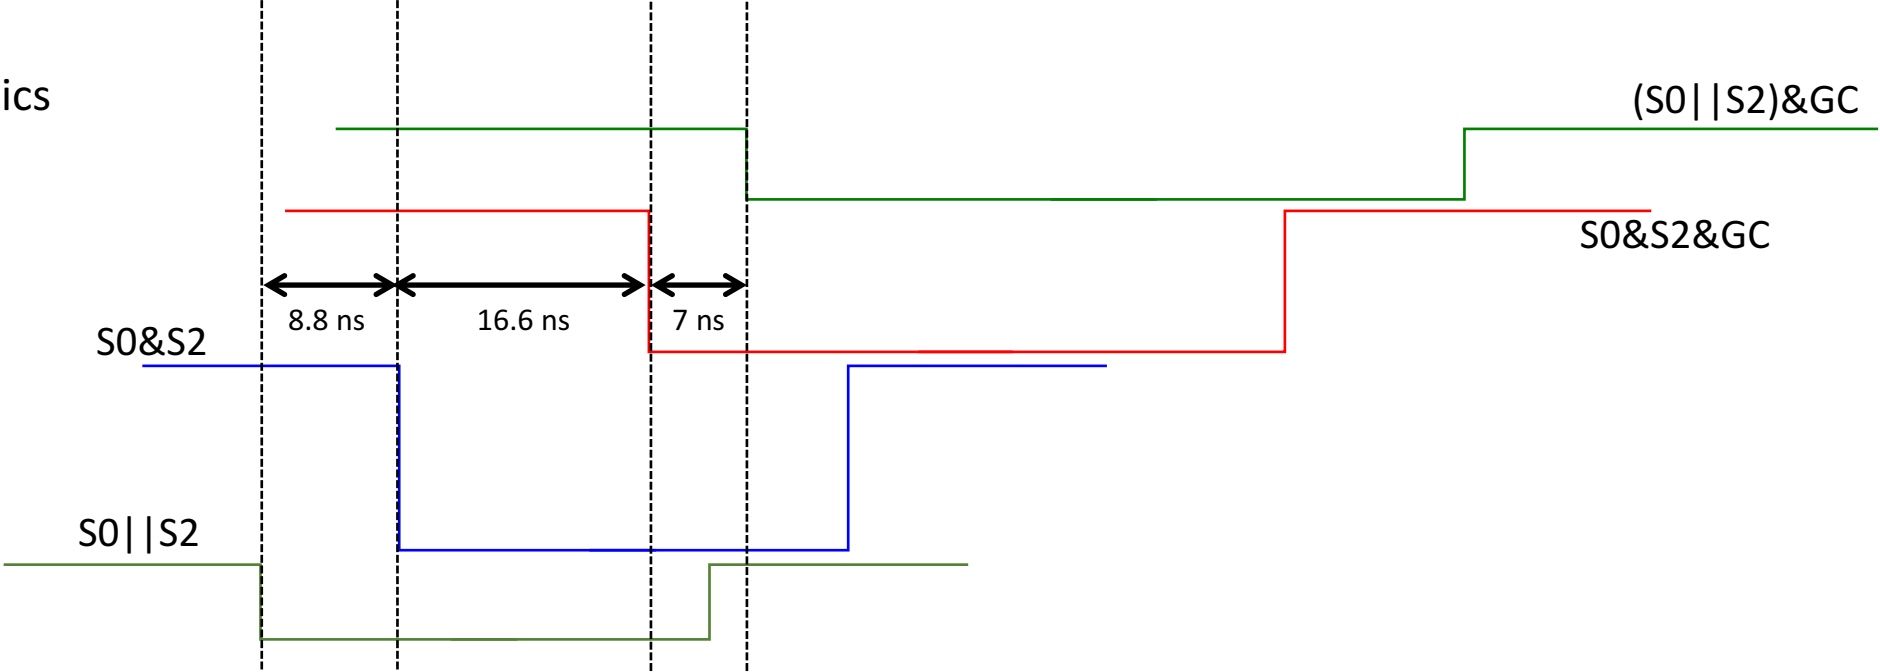 ics
(S0||S2)&GC
S0&S2&GC
8.8 ns
16.6 ns
7 ns
S0&S2
S0||S2